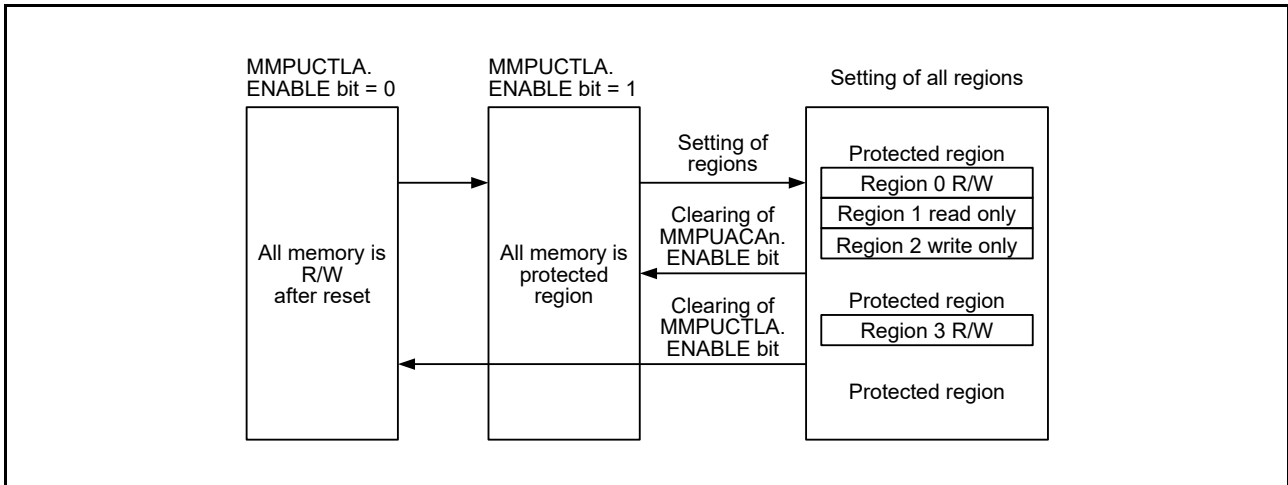 MMPUCTLA.
ENABLE bit = 0
MMPUCTLA.
ENABLE bit = 1
Setting of all regions
All memory is
R/W
after reset
All memory is
protected
region
Setting of
regions
Clearing of
MMPUACAn.
ENABLE bit
Clearing of
MMPUCTLA.
ENABLE bit
Protected region
Region 0 R/W
Region 1 read only
Region 2 write only
Protected region
Region 3 R/W
Protected region